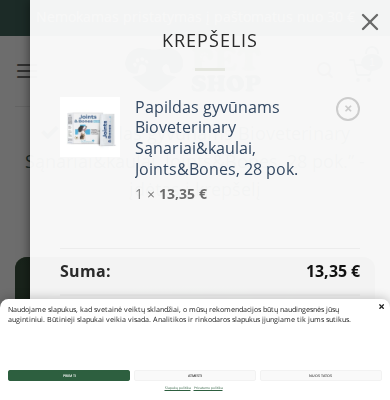 KREPŠELIS
Papildas gyvūnams
Bioveterinary
Sąnariai&kaulai,
Joints&Bones, 28 pok.
1 × 13,35 €
Suma: 13,35 €
Naudojame slapukus, kad svetainė veiktų sklandžiai, o mūsų rekomendacijos būtų naudingesnės jūsų
augintiniui. Būtinieji slapukai veikia visada. Analitikos ir rinkodaros slapukus įjungiame tik jums sutikus.